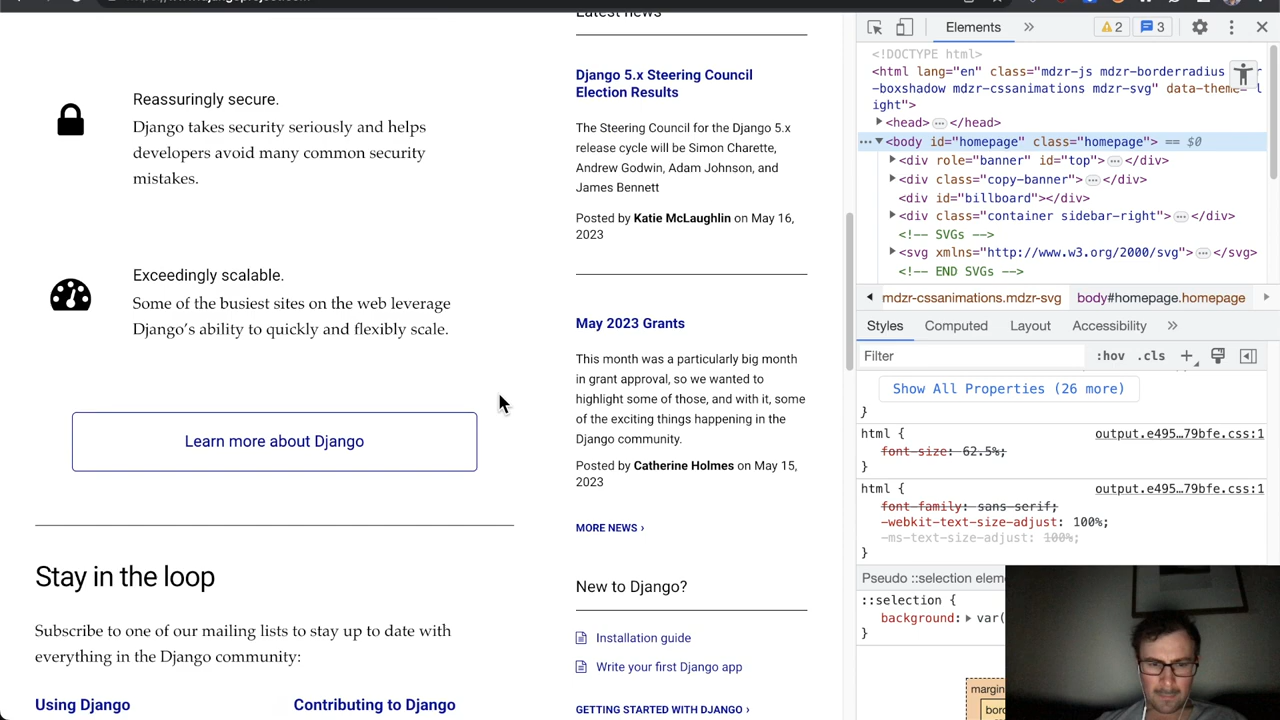 Latest news
Reassuringly secure.
Django takes security seriously and helps
developers avoid many common security
mistakes.
Exceedingly scalable.
Some of the busiest sites on the web leverage
Django's ability to quickly and flexibly scale.
Learn more about Django
Stay in the loop
Subscribe to one of our mailing lists to stay up to date with
everything in the Django community:
Using Django
Contributing to Django
Django 5.x Steering Council
Election Results
The Steering Council for the Django 5.x
release cycle will be Simon Charette,
Andrew Godwin, Adam Johnson, and
James Bennett
Posted by Katie McLaughlin on May 16,
2023
May 2023 Grants
This month was a particularly big month
in grant approval, so we wanted to
highlight some of those, and with it, some
of the exciting things happening in the
Django community.
Posted by Catherine Holmes on May 15,
2023
MORE NEWS ›
New to Django?
Installation guide
Write your first Django app
GETTING STARTED WITH DJANGO ›
Elements » 2 3
<!DOCTYPE html>
<html lang="en" class="mdzr-js mdzr-borderradius
-boxshadow mdzr-cssanimations mdzr-svg" data-theme="l
ight">
<head> … </head>
… <body id="homepage" class="homepage"> == $0
<div role="banner" id="top"> … </div>
<div class="copy-banner"> … </div>
<div id="billboard"></div>
<div class="container sidebar-right"> … </div>
<!-- SVGs -->
<svg xmlns="http://www.w3.org/2000/svg"> … </svg>
<!-- END SVGs -->
mdzr-cssanimations.mdzr-svg body#homepage.homepage
Styles Computed Layout Accessibility »
Filter :hov .cls +
Show All Properties (26 more)
}
html { output.e495…79bfe.css:1
font-size: 62.5%;
}
html { output.e495…79bfe.css:1
font-family: sans-serif;
-webkit-text-size-adjust: 100%;
-ms-text-size-adjust: 100%;
}
Pseudo ::selection
::selection {
background: var(
}
margin